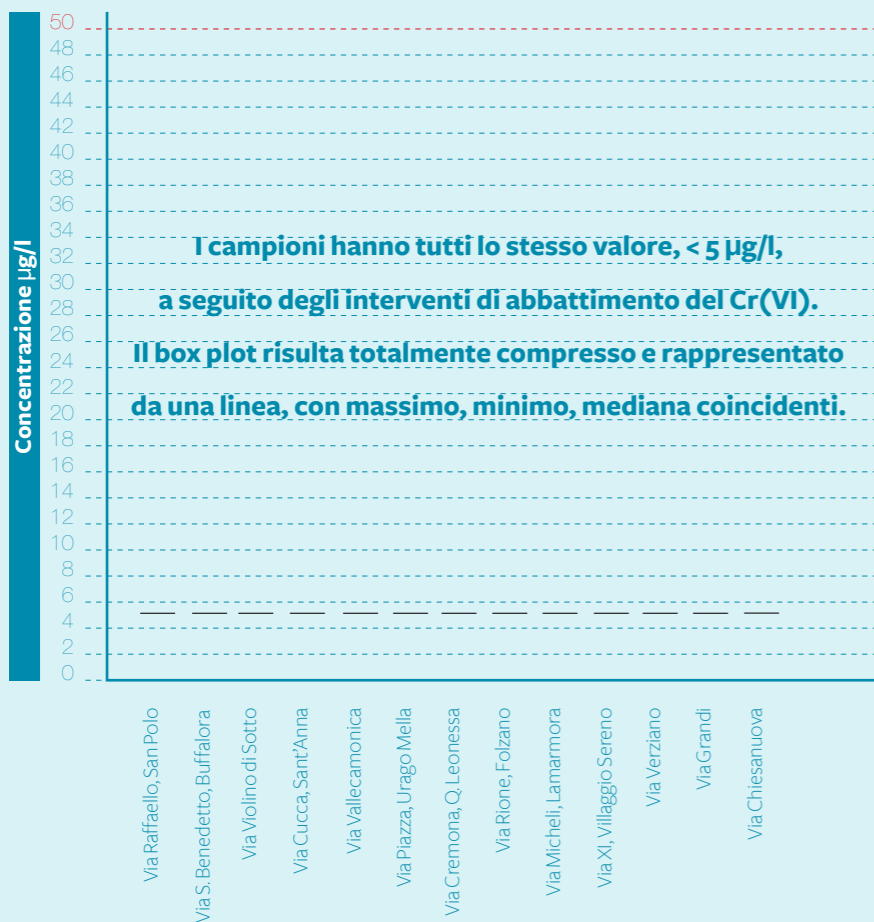 Concentrazione µg/l
50
48
46
44
42
40
38
36
34
32
30
28
26
24
22
20
18
16
14
12
10
8
6
4
2
0
I campioni hanno tutti lo stesso valore, < 5 µg/l,
a seguito degli interventi di abbattimento del Cr(VI).
Il box plot risulta totalmente compresso e rappresentato
da una linea, con massimo, minimo, mediana coincidenti.
Via Raffaello, San Polo
Via S. Benedetto, Buffalora
Via Violino di Sotto
Via Cucca, Sant'Anna
Via Vallecamonica
Via Piazza, Urago Mella
Via Cremona, Q. Leonessa
Via Rione, Folzano
Via Micheli, Lamarmora
Via XI, Villaggio Sereno
Via Verziano
Via Grandi
Via Chiesanuova